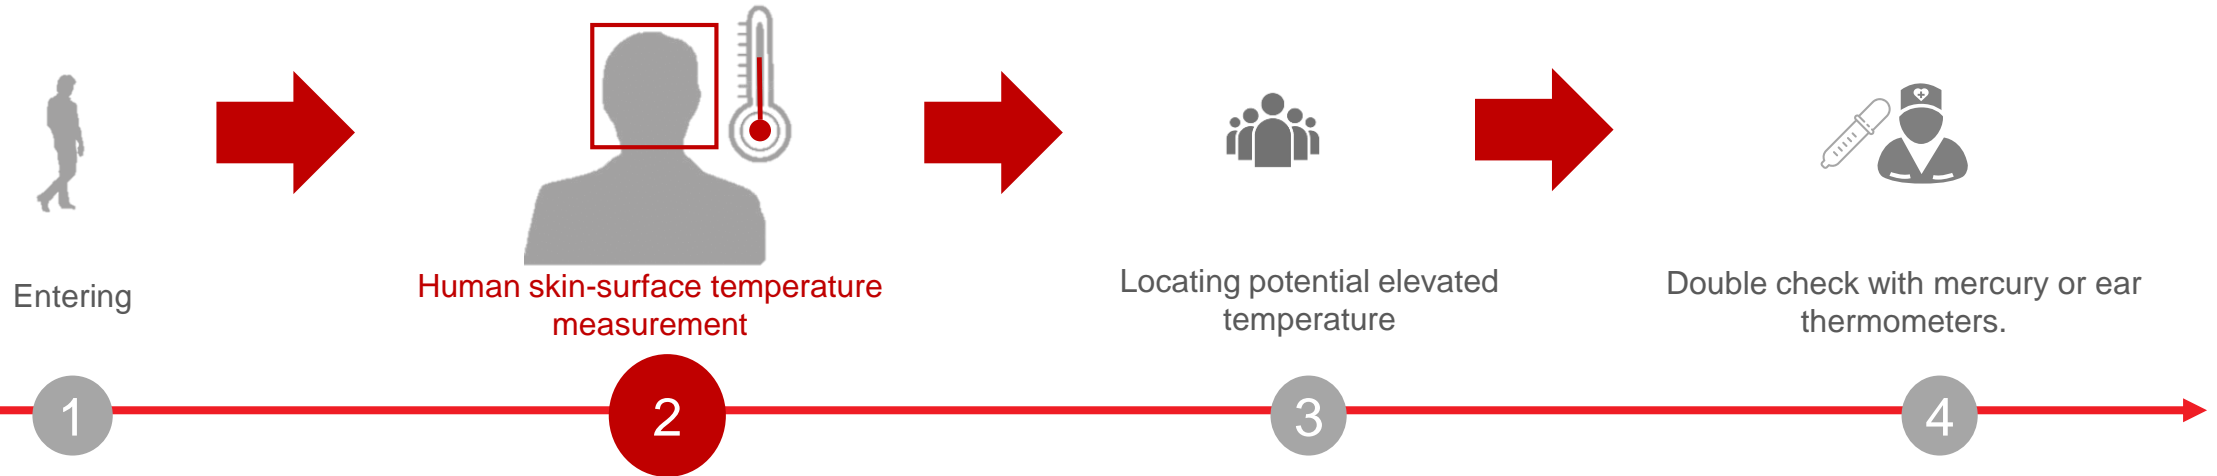 Entering
Human skin-surface temperature
measurement
Locating potential elevated
temperature
Double check with mercury or ear
thermometers.
1
2
3
4